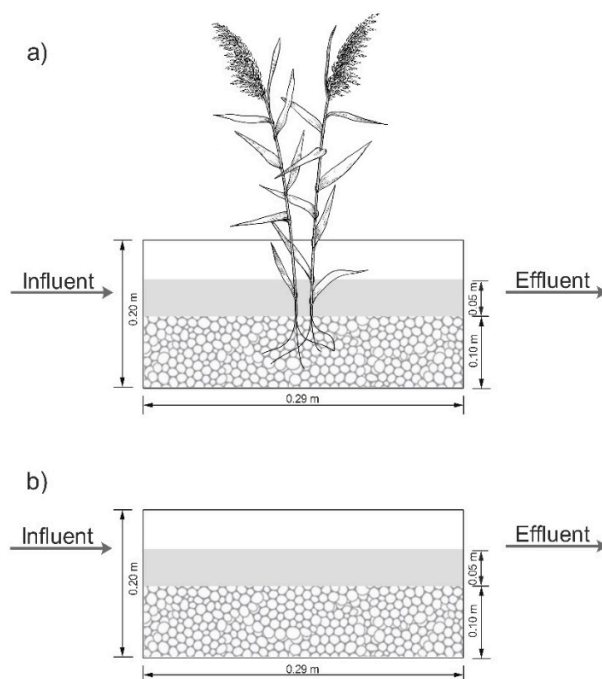 a)
Influent
Effluent
0.20 m
0.05 m
0.10 m
0.29 m
b)
Influent
Effluent
0.20 m
0.05 m
0.10 m
0.29 m